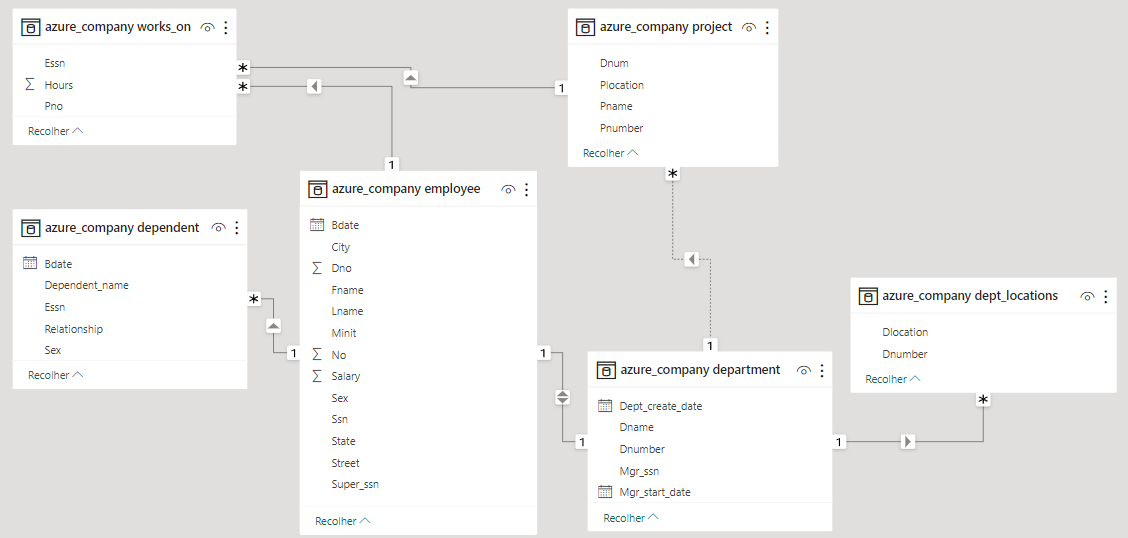 azure_company works_on
Essn
Hours
Pno
Recolher
azure_company project
Dnum
Plocation
Pname
Pnumber
Recolher
*
*
1
1
*
azure_company employee
Bdate
City
Dno
Fname
Lname
Minit
No
Salary
Sex
Ssn
State
Street
Super_ssn
Recolher
azure_company dependent
Bdate
Dependent_name
Essn
Relationship
Sex
Recolher
*
1
1
1
1
1
*
azure_company department
Dept_create_date
Dname
Dnumber
Mgr_ssn
Mgr_start_date
Recolher
azure_company dept_locations
Dlocation
Dnumber
Recolher